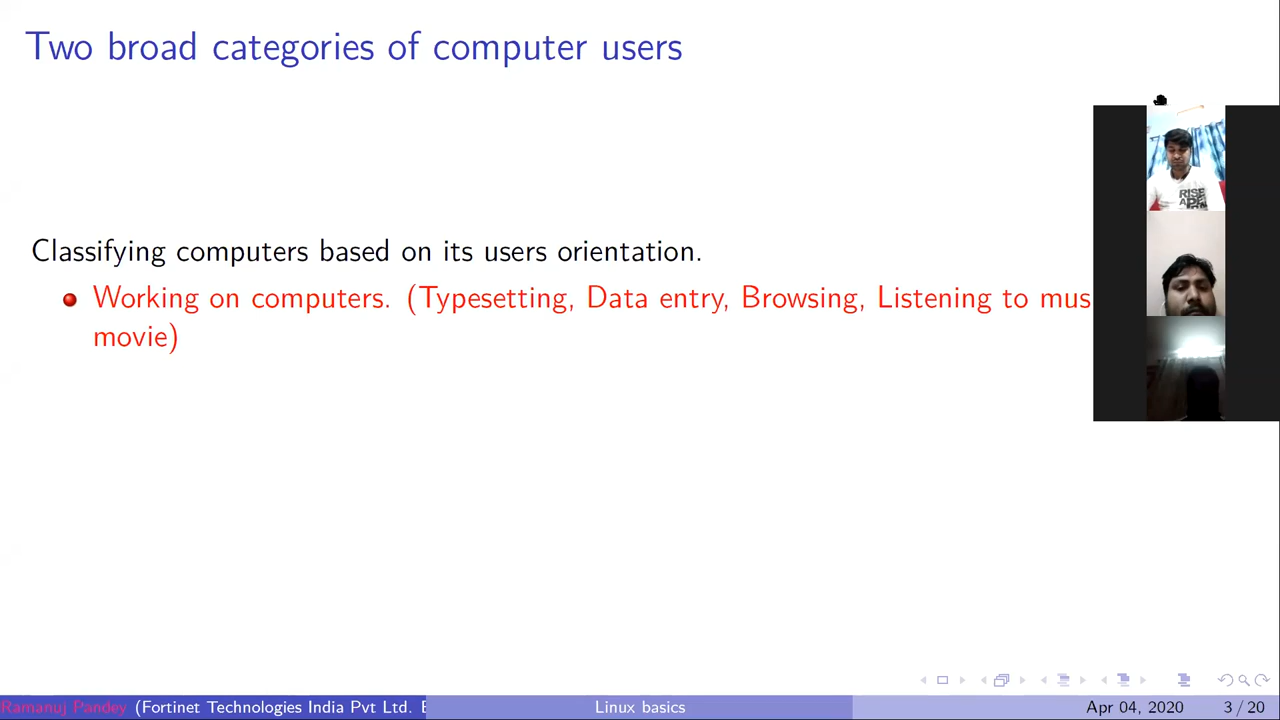 Two broad categories of computer users
Classifying computers based on its users orientation.
Working on computers. (Typesetting, Data entry, Browsing, Listening to mus
movie)
RISE
Ramanuj Pandey (Fortinet Technologies India Pvt Ltd. Linux basics Apr 04, 2020 3 / 20